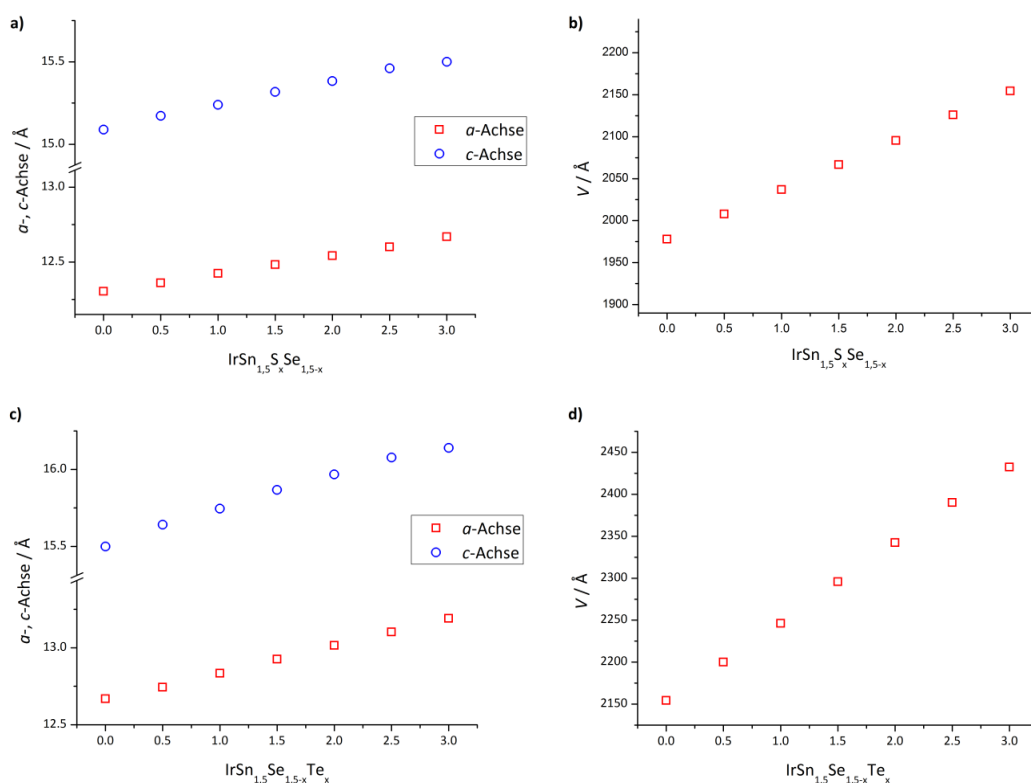 a)
15.5
15.0
13.0
12.5
a-, c-Achse / Å
a-Achse
c-Achse
0.0 0.5 1.0 1.5 2.0 2.5 3.0
IrSn1,5SxSe1,5-x
b)
2200
2150
2100
2050
2000
1950
1900
V / Å
0.0 0.5 1.0 1.5 2.0 2.5 3.0
IrSn1,5SxSe1,5-x
c)
16.0
15.5
13.0
12.5
a-, c-Achse / Å
a-Achse
c-Achse
0.0 0.5 1.0 1.5 2.0 2.5 3.0
IrSn1,5Se1,5-xTex
d)
2450
2400
2350
2300
2250
2200
2150
V / Å
0.0 0.5 1.0 1.5 2.0 2.5 3.0
IrSn1,5Se1,5-xTex